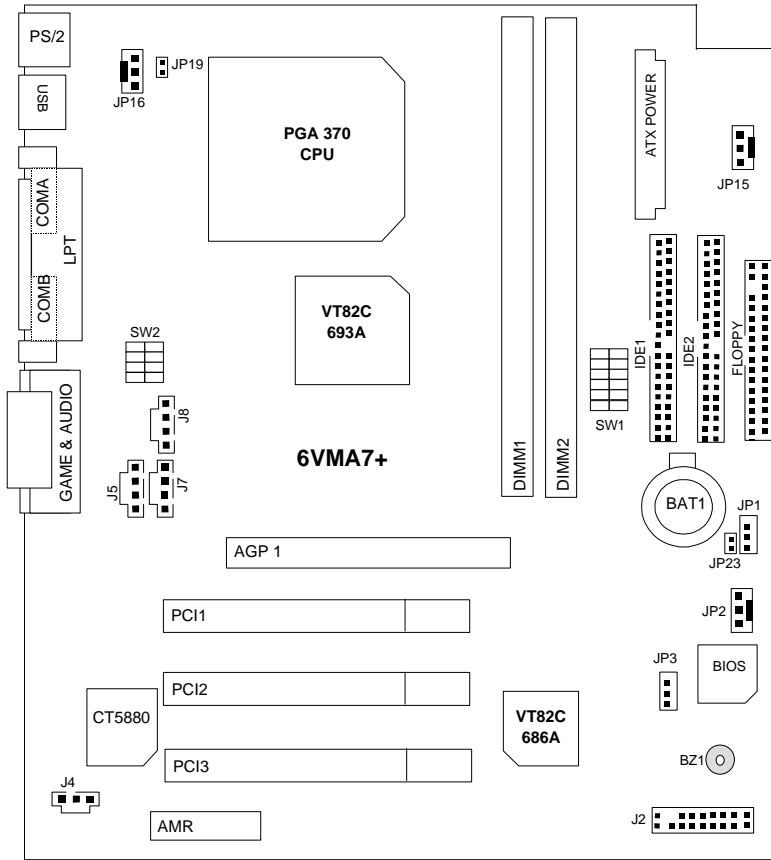 PS/2
USB
JP16
JP19
PGA 370
CPU
ATX POWER
JP15
COMA
LPT
COMB
VT82C
693A
SW2
IDE1
IDE2
FLOPPY
SW1
GAME & AUDIO
J8
J5
J7
6VMA7+
DIMM1
DIMM2
BAT1
JP1
JP23
AGP 1
PCI1
JP2
JP3
BIOS
PCI2
CT5880
VT82C
686A
PCI3
BZ1
J4
AMR
J2